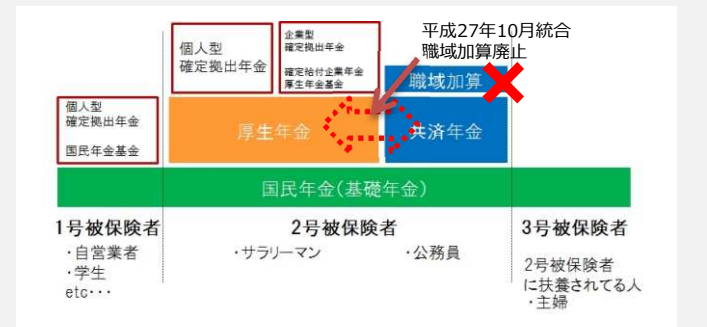 平成27年10月統合
職域加算廃止
企業型
確定拠出年金
確定給付企業年金
厚生年金基金
個人型
確定拠出年金
職域加算
個人型
確定拠出年金
国民年金基金
厚生年金
共済年金
国民年金(基礎年金)
1号被保険者
・自営業者
・学生
etc・・・
2号被保険者
・サラリーマン
・公務員
3号被保険者
2号被保険者
に扶養されてる人
・主婦